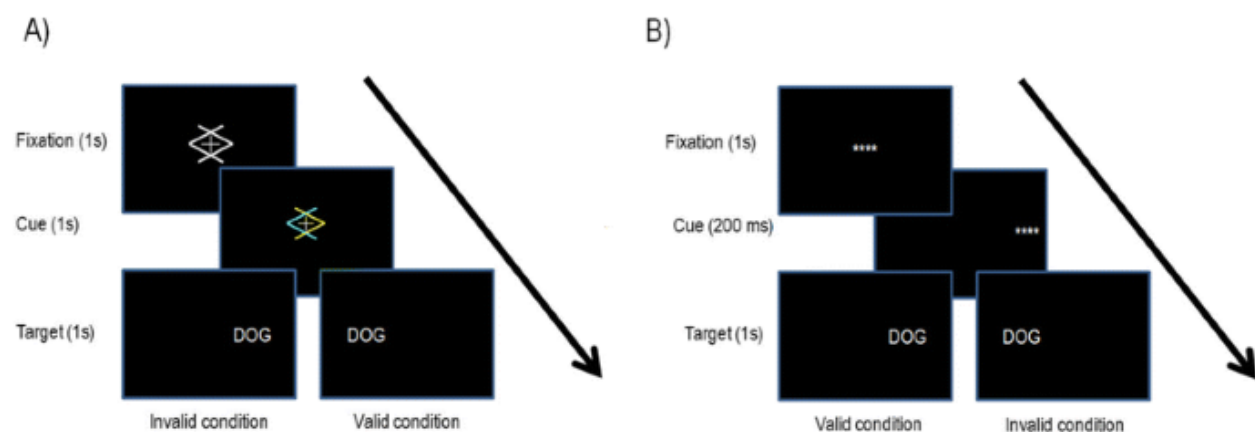 A)
Fixation (1s)
Cue (1s)
Target (1s)
DOG
DOG
Invalid condition
Valid condition
B)
Fixation (1s)
****
Cue (200 ms)
****
Target (1s)
DOG
DOG
Valid condition
Invalid condition